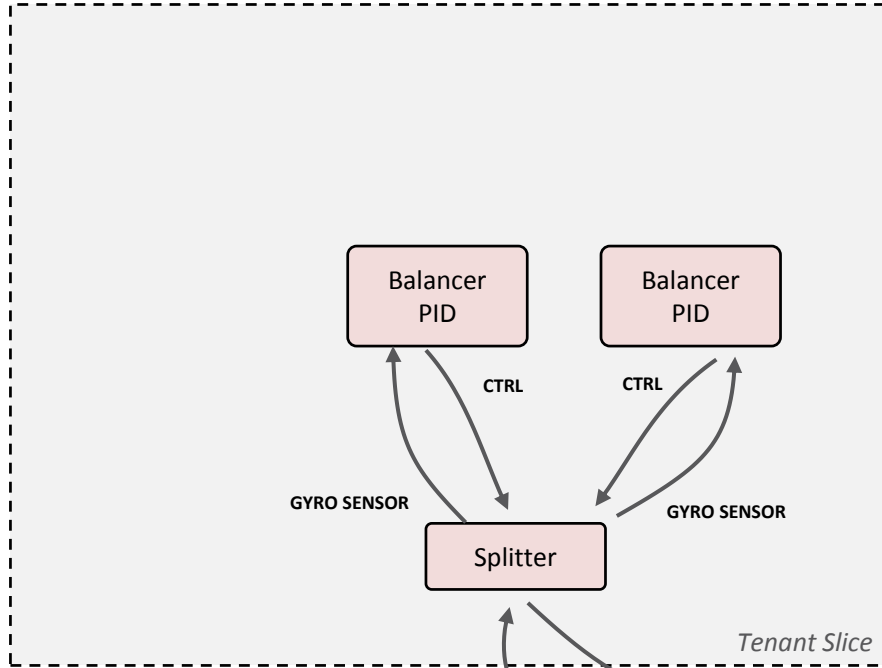 Balancer
PID
Balancer
PID
CTRL
CTRL
GYRO SENSOR
GYRO SENSOR
Splitter
Tenant Slice